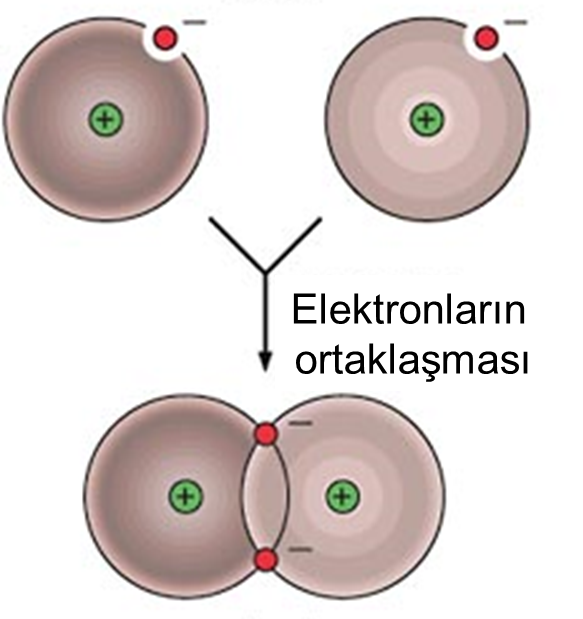 − −
+ +
Elektronların
ortaklaşması
−
+ +
−